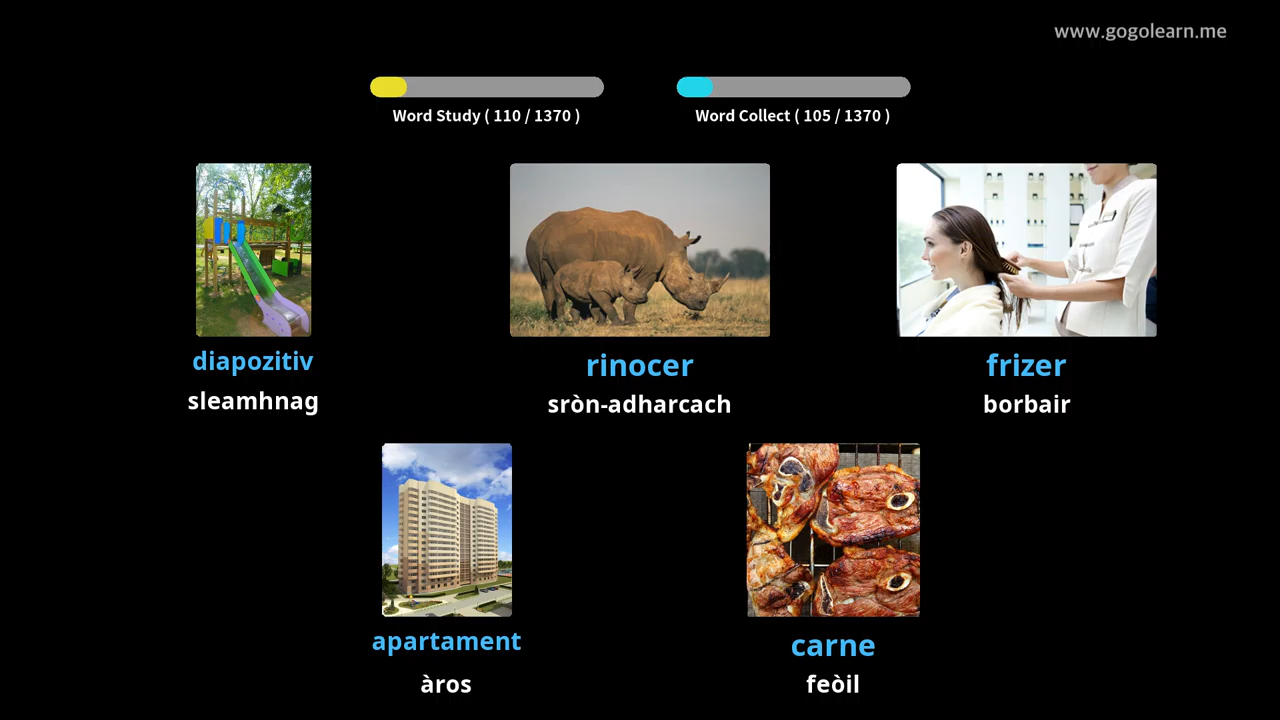 www.gogolearn.me
Word Study ( 110 / 1370 )
Word Collect ( 105 / 1370 )
diapozitiv
sleamhnag
rinocer
sròn-adharcach
frizer
borbair
apartament
àros
carne
feòil